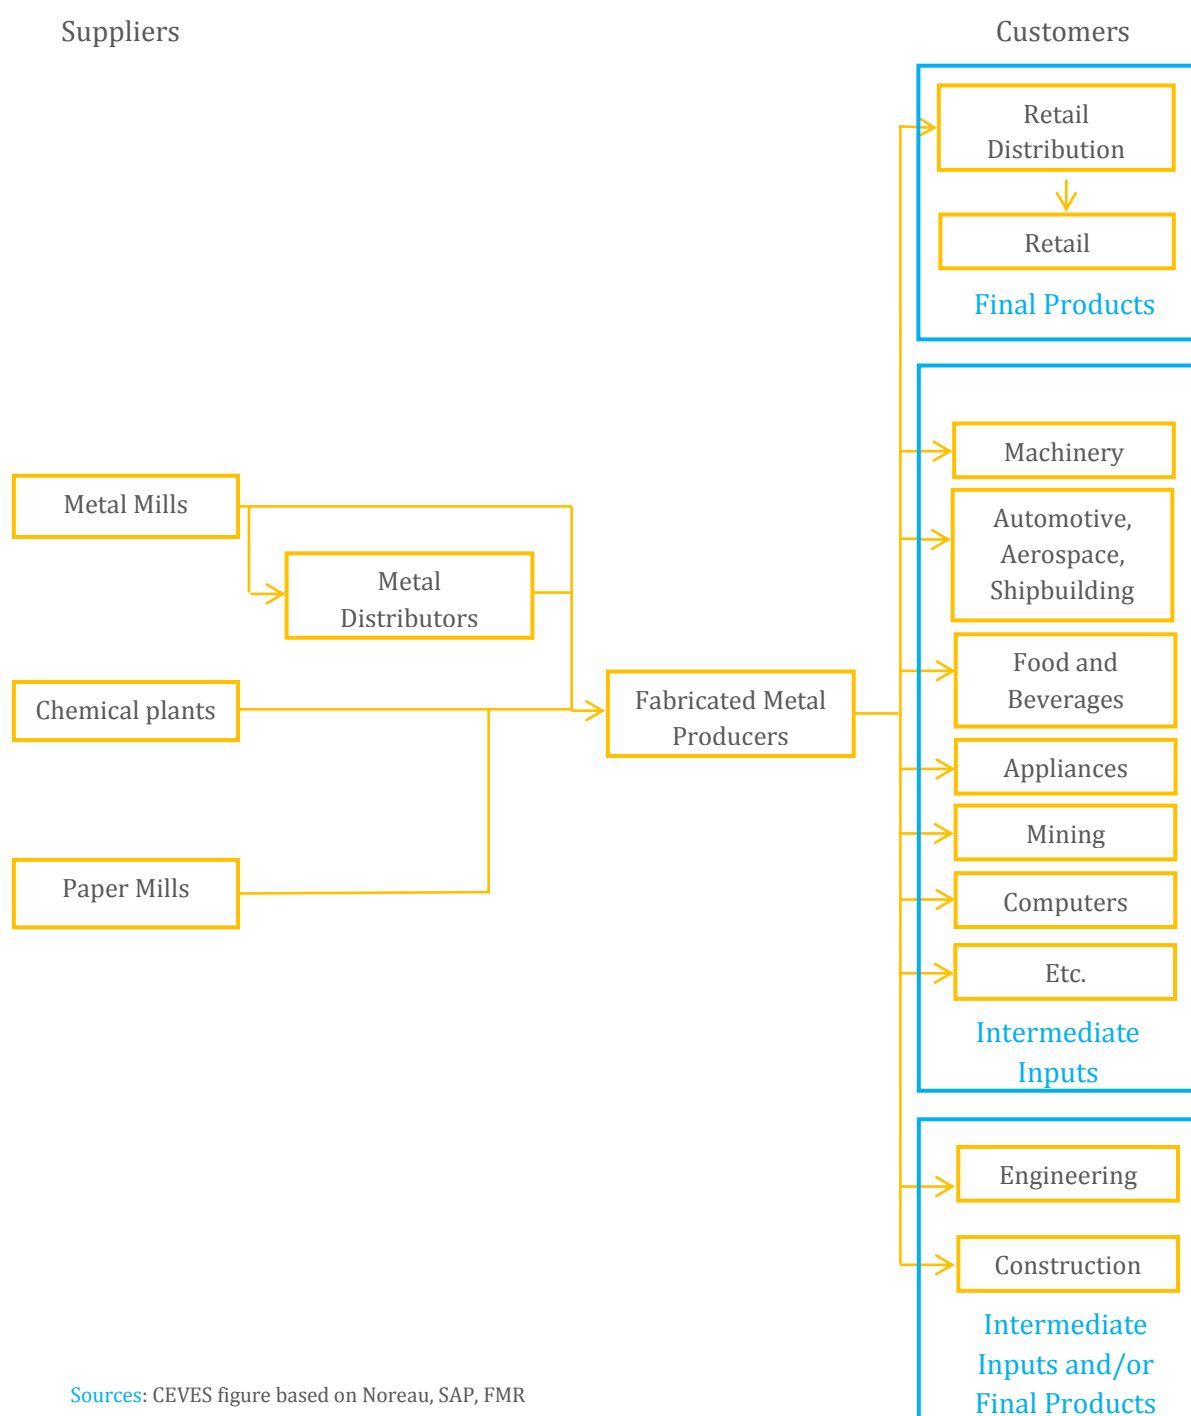 Suppliers
Customers
Retail
Distribution
Retail
Final Products
Machinery
Metal Mills
Automotive,
Aerospace,
Shipbuilding
Metal
Distributors
Food and
Beverages
Chemical plants
Fabricated Metal
Producers
Appliances
Mining
Paper Mills
Computers
Etc.
Intermediate
Inputs
Engineering
Construction
Intermediate
Inputs and/or
Final Products
Sources: CEVES figure based on Noreau, SAP, FMR